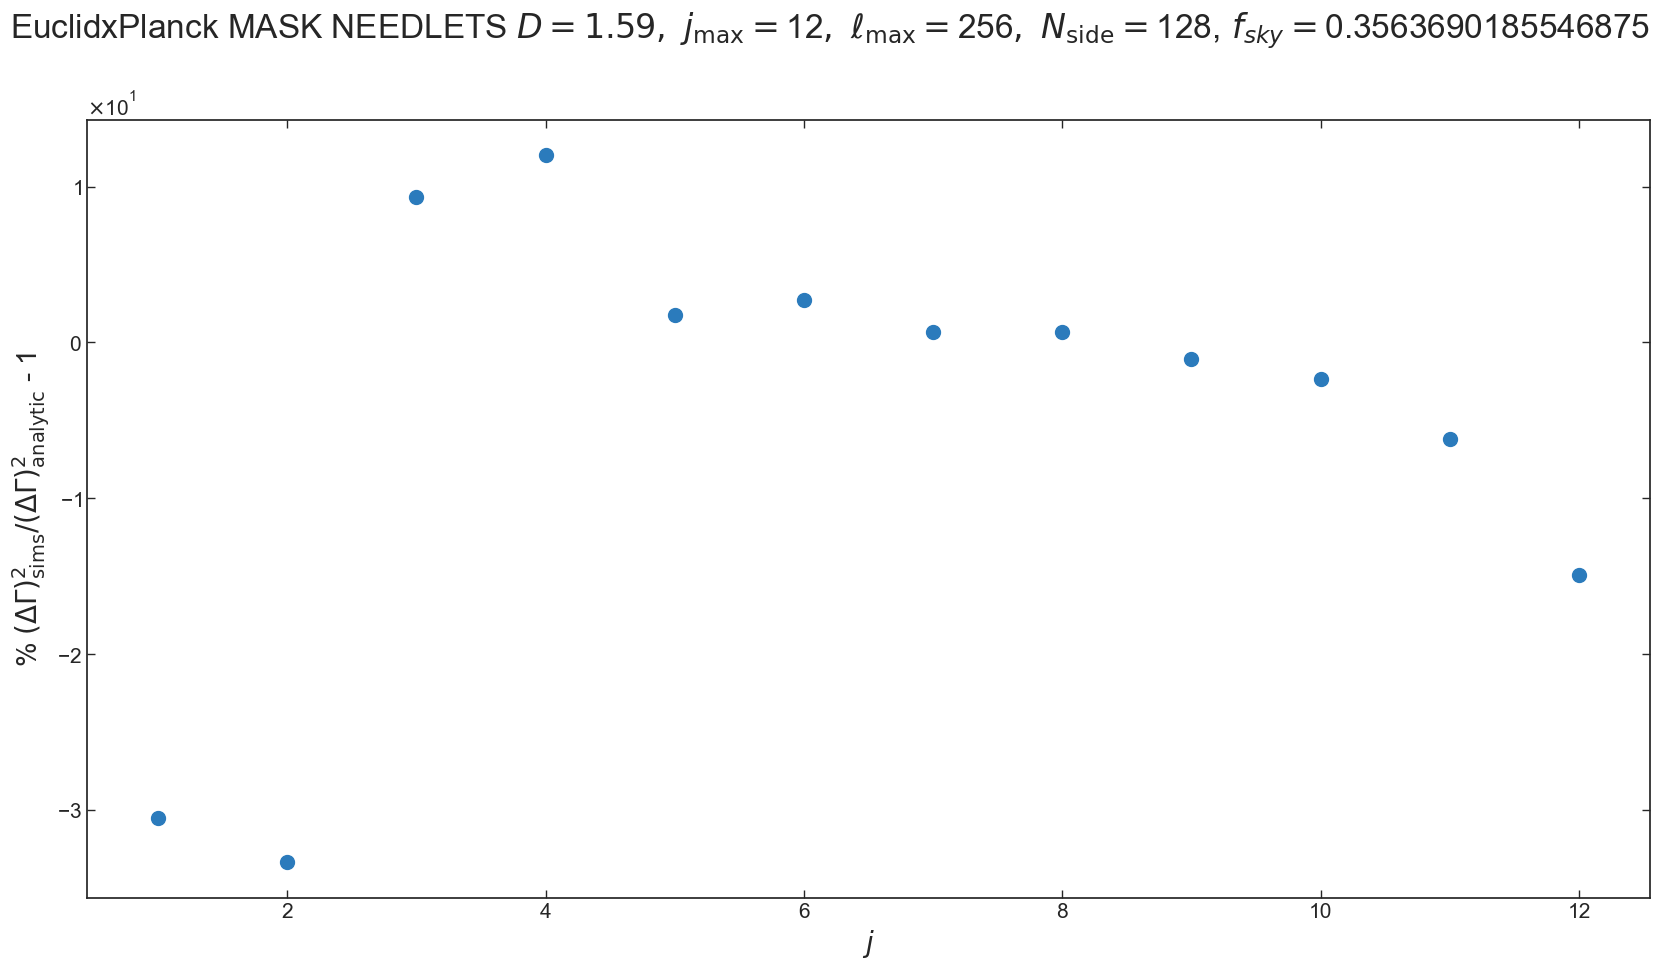 EuclidxPlanck MASK NEEDLETS D = 1.59, j_max = 12, ℓ_max = 256, N_side = 128, f_sky = 0.3563690185546875
×10^1
1
0
−1
−2
−3
% (ΔΓ)^2_sims/(ΔΓ)^2_analytic - 1
2 4 6 8 10 12
j